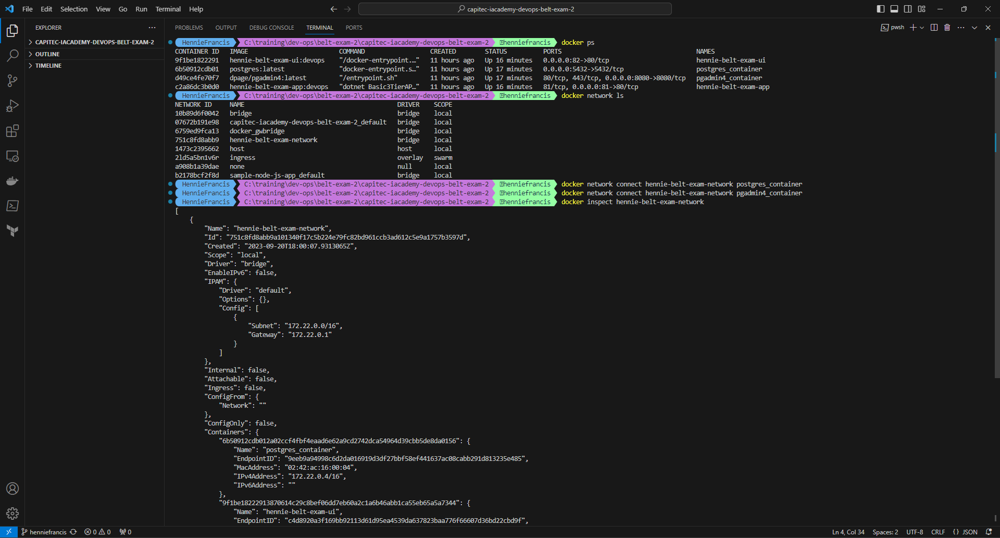 File Edit Selection View Go Run Terminal Help
capitec-iacademy-devops-belt-exam-2
EXPLORER
CAPITEC-IACADEMY-DEVOPS-BELT-EXAM-2
OUTLINE
TIMELINE
PROBLEMS OUTPUT DEBUG CONSOLE TERMINAL PORTS
pwsh
HennieFrancis C:\training\dev-ops\belt-exam-2\capitec-iacademy-devops-belt-exam-2 henniefrancis docker ps
CONTAINER ID IMAGE COMMAND CREATED STATUS PORTS NAMES
9f1be1822291 hennie-belt-exam-ui:devops "/docker-entrypoint.…" 11 hours ago Up 16 minutes 0.0.0.0:82->80/tcp hennie-belt-exam-ui
6b50912cdb01 postgres:latest "docker-entrypoint.s…" 11 hours ago Up 17 minutes 0.0.0.0:5432->5432/tcp postgres_container
d49ce4fe70f7 dpage/pgadmin4:latest "/entrypoint.sh" 11 hours ago Up 17 minutes 80/tcp, 443/tcp, 0.0.0.0:8080->8080/tcp pgadmin4_container
c2a86dc3b0d0 hennie-belt-exam-app:devops "dotnet Basic3TierAP…" 11 hours ago Up 16 minutes 81/tcp, 0.0.0.0:81->80/tcp hennie-belt-exam-app
HennieFrancis C:\training\dev-ops\belt-exam-2\capitec-iacademy-devops-belt-exam-2 henniefrancis docker network ls
NETWORK ID NAME DRIVER SCOPE
10b89d6f0042 bridge bridge local
07672b191e98 capitec-iacademy-devops-belt-exam-2_default bridge local
6759ed9fca13 docker_gwbridge bridge local
751c8fd8abb9 hennie-belt-exam-network bridge local
1473c2395662 host host local
2ld5a5bn1v6r ingress overlay swarm
a908b1a39dae none null local
b2178bcf2f8d sample-node-js-app_default bridge local
HennieFrancis C:\training\dev-ops\belt-exam-2\capitec-iacademy-devops-belt-exam-2 henniefrancis docker network connect hennie-belt-exam-network postgres_container
HennieFrancis C:\training\dev-ops\belt-exam-2\capitec-iacademy-devops-belt-exam-2 henniefrancis docker network connect hennie-belt-exam-network pgadmin4_container
HennieFrancis C:\training\dev-ops\belt-exam-2\capitec-iacademy-devops-belt-exam-2 henniefrancis docker inspect hennie-belt-exam-network
[
{
"Name": "hennie-belt-exam-network",
"Id": "751c8fd8abb9a101340f17c5b224e79fc82bd961ccb3ad612c5e9a1757b3597d",
"Created": "2023-09-20T18:00:07.9313065Z",
"Scope": "local",
"Driver": "bridge",
"EnableIPv6": false,
"IPAM": {
"Driver": "default",
"Options": {},
"Config": [
{
"Subnet": "172.22.0.0/16",
"Gateway": "172.22.0.1"
}
]
},
"Internal": false,
"Attachable": false,
"Ingress": false,
"ConfigFrom": {
"Network": ""
},
"ConfigOnly": false,
"Containers": {
"6b50912cdb012a02ccf4fbf4eaad6e62a9cd2742dca54964d39cbb5de8da0156": {
"Name": "postgres_container",
"EndpointID": "9eeb9a94998c6d2da016919d3df27bbf58ef441637ac08cabb291d813235e485",
"MacAddress": "02:42:ac:16:00:04",
"IPv4Address": "172.22.0.4/16",
"IPv6Address": ""
},
"9f1be18222913870614c29c8bef06dd7eb60a2c1a6b46abb1ca55eb65a5a7344": {
"Name": "hennie-belt-exam-ui",
"EndpointID": "c4d8920a3f169bb92113d61d95ea4539da637823baa776f66607d36bd22cbd9f",
henniefrancis 0 0 0 Ln 4, Col 34 Spaces: 2 UTF-8 CRLF {} JSON